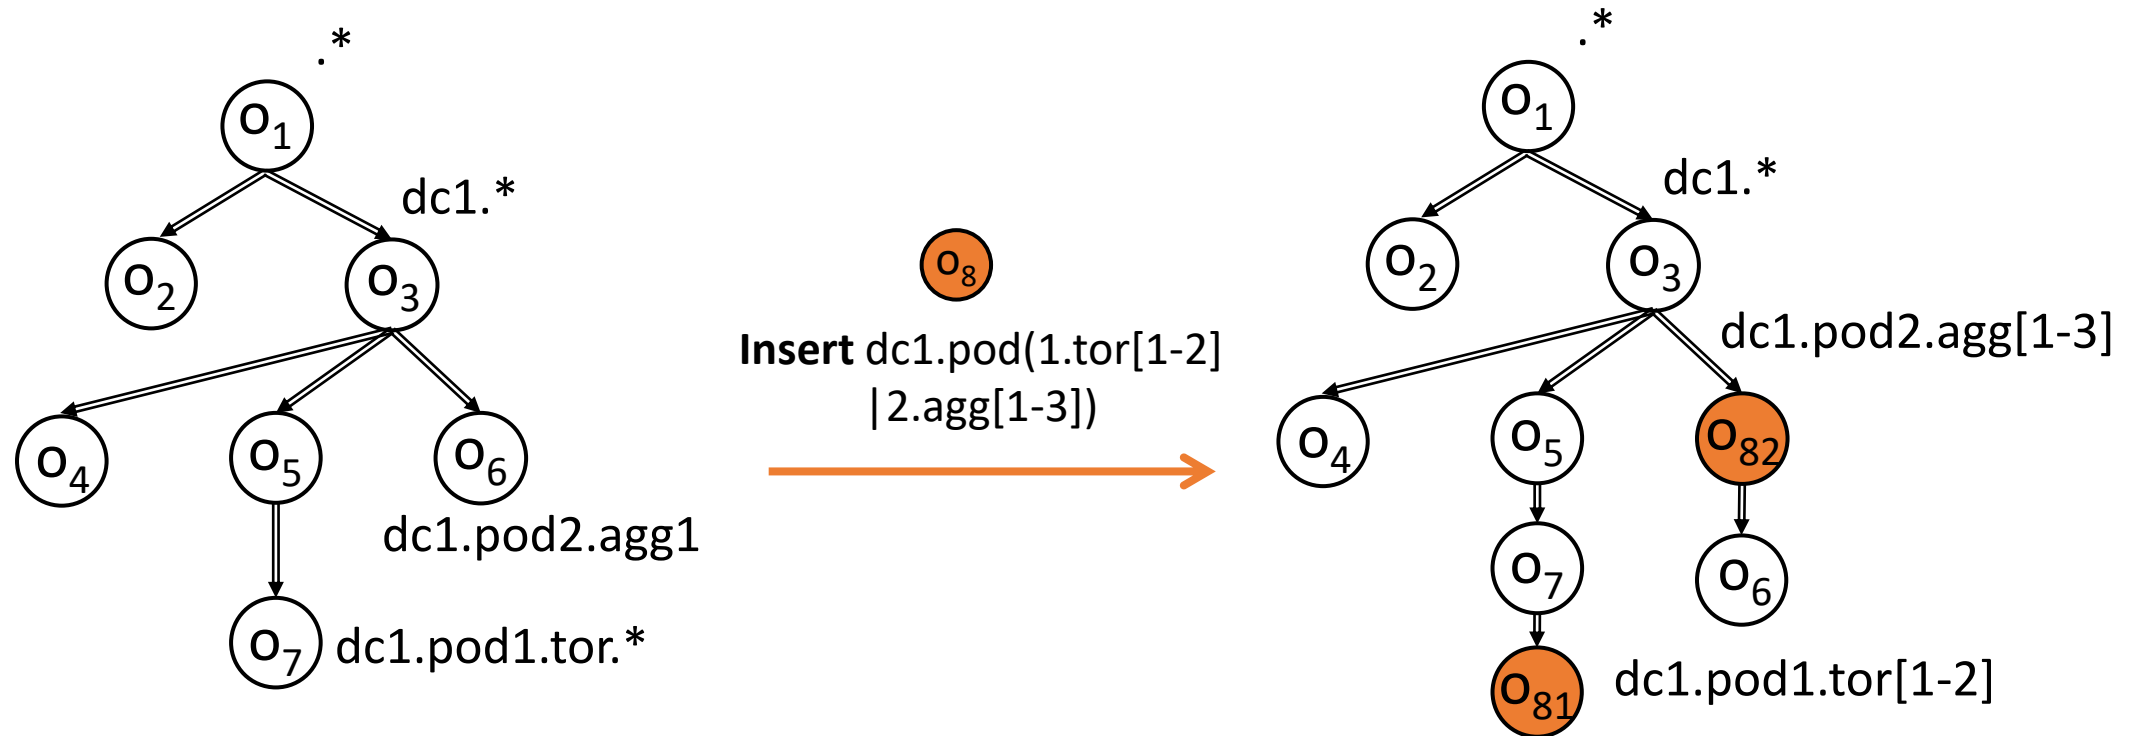 .*
O1
dc1.*
O2
O3
O4
O5
O6
dc1.pod2.agg1
O7
dc1.pod1.tor.*
O8
Insert dc1.pod(1.tor[1-2]
|2.agg[1-3])
.*
O1
dc1.*
O2
O3
dc1.pod2.agg[1-3]
O4
O5
O82
O7
O6
O81
dc1.pod1.tor[1-2]